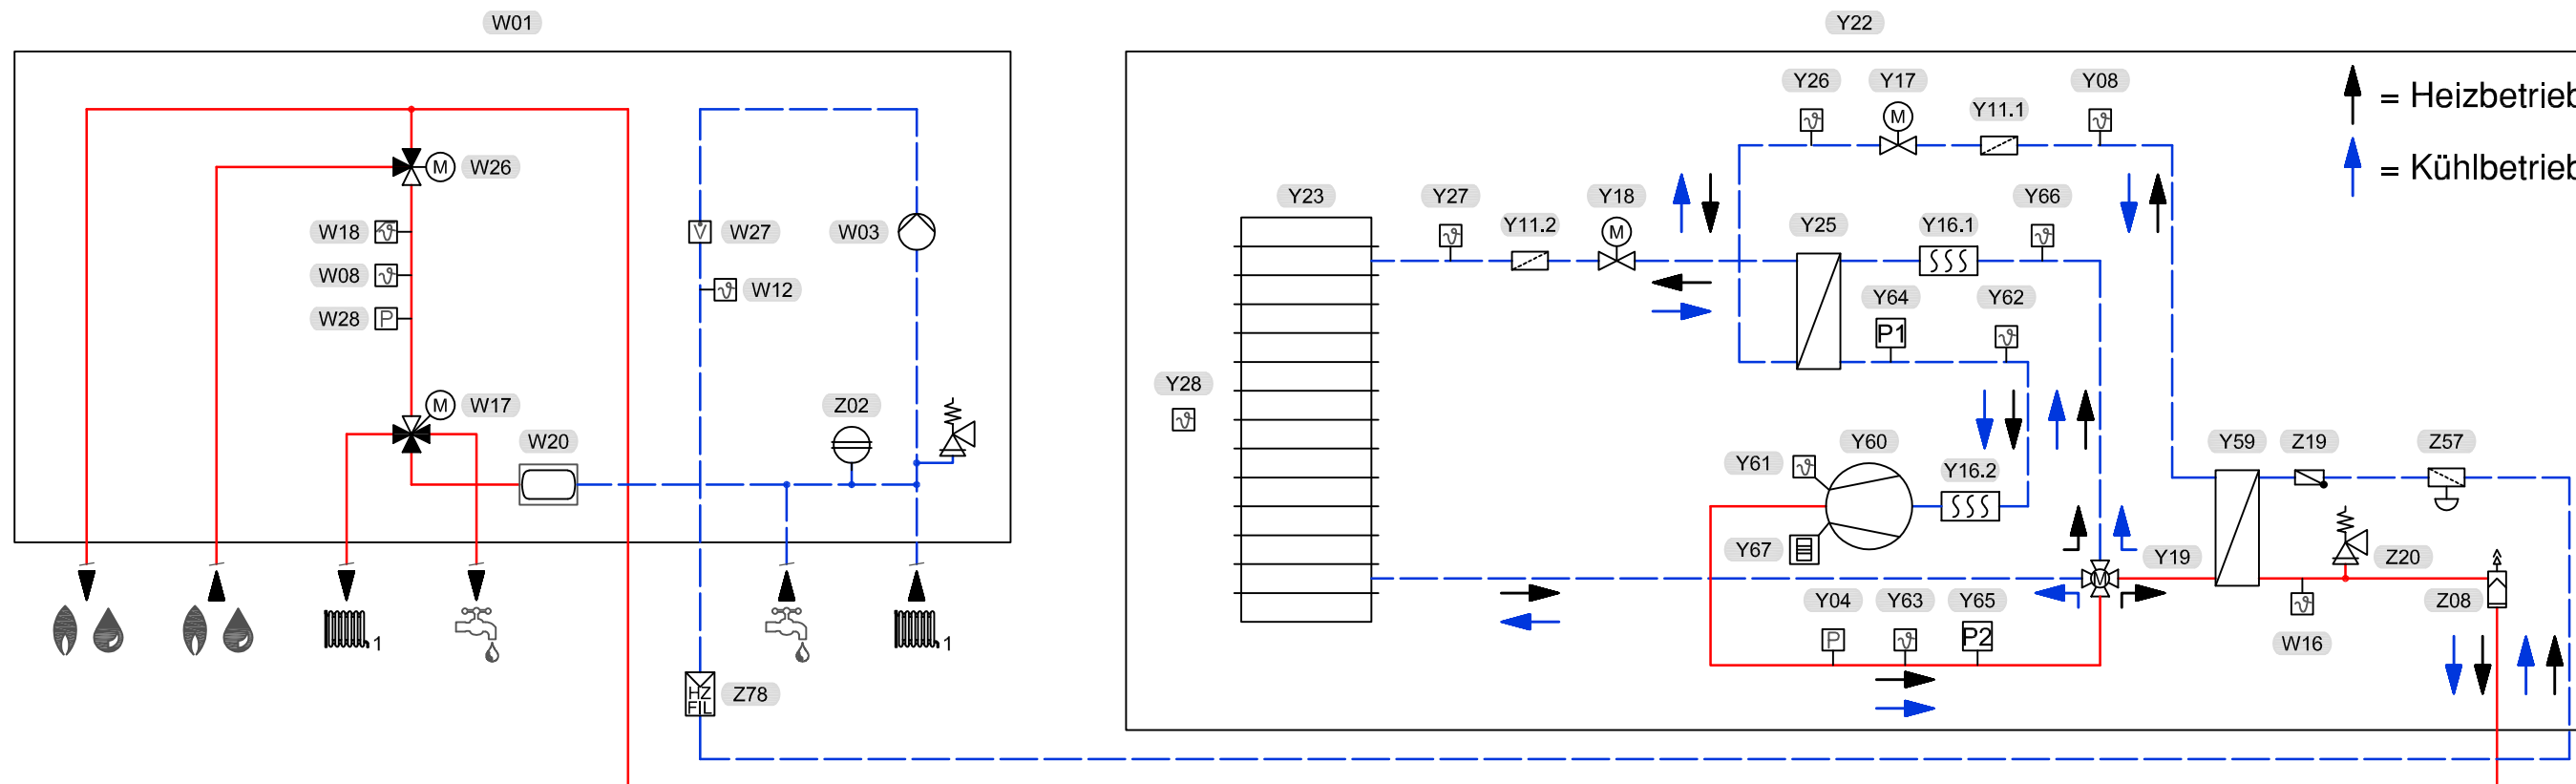 W01
Y22
Y26
Y17
Y11.1
Y08
= Heizbetrieb
M
M
W26
= Kühlbetrieb
Y23
Y27
Y11.2
Y18
Y25
Y16.1
Y66
W18
V
W27
W03
M
W08
W12
Y64
Y62
W28
P
P1
Y28
M
W17
Z02
W20
Y61
Y60
Y16.2
Y59
Z19
Z57
Y67
Y19
Z20
M
Y04
Y63
Y65
Z08
1
1
P
P2
W16
HZ
FIL
Z78